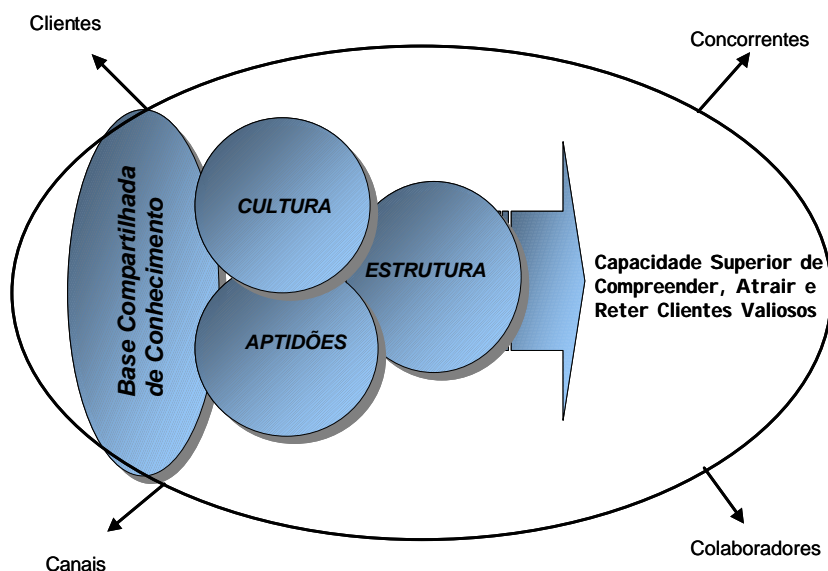 Clientes
Concorrentes
Base Compartilhada
de Conhecimento
CULTURA
ESTRUTURA
APTIDÕES
Capacidade Superior de
Compreender, Atrair e
Reter Clientes Valiosos
Canais
Colaboradores